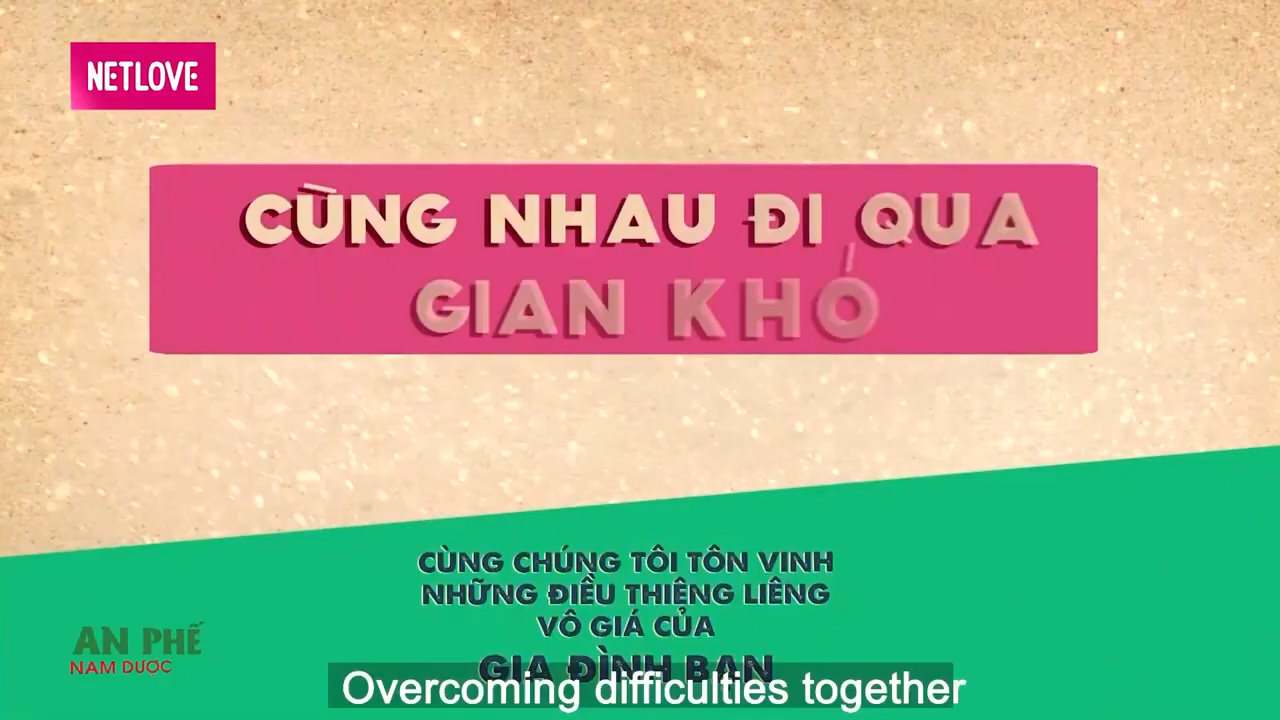 NETLOVE
CÙNG NHAU ĐI QUA
GIAN KHÓ
CÙNG CHÚNG TÔI TÔN VINH
NHỮNG ĐIỀU THIÊNG LIÊNG
VÔ GIÁ CỦA
GIA ĐÌNH BẠN
AN PHẾ
NAM DƯỢC
Overcoming difficulties together